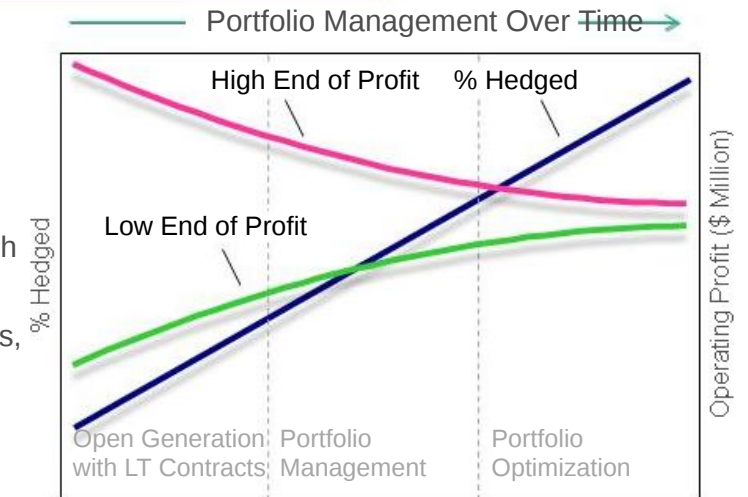 Portfolio Management Over Time
High End of Profit
% Hedged
Low End of Profit
h
s,
% Hedged
Operating Profit ($ Million)
Open Generation
with LT Contracts
Portfolio
Management
Portfolio
Optimization